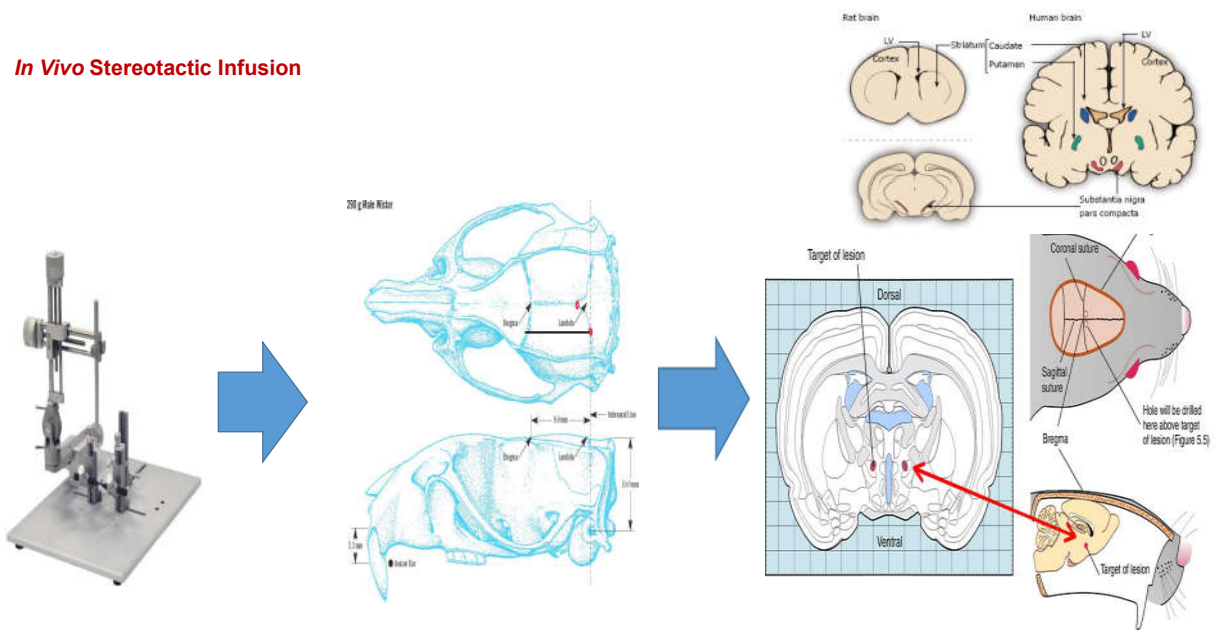 In Vivo Stereotactic Infusion
Rat brain
Human brain
LV
Striatum
Caudate
LV
Cortex
Putamen
Cortex
Substantia nigra
pars compacta
290 g Male Wistar
Bregma
Lambda
Interaural Line
Bregma
Lambda
Target of lesion
Dorsal
Ventral
Coronal suture
Sagittal
suture
Bregma
Hole will be drilled
here above target
of lesion (Figure 5.5)
Target of lesion